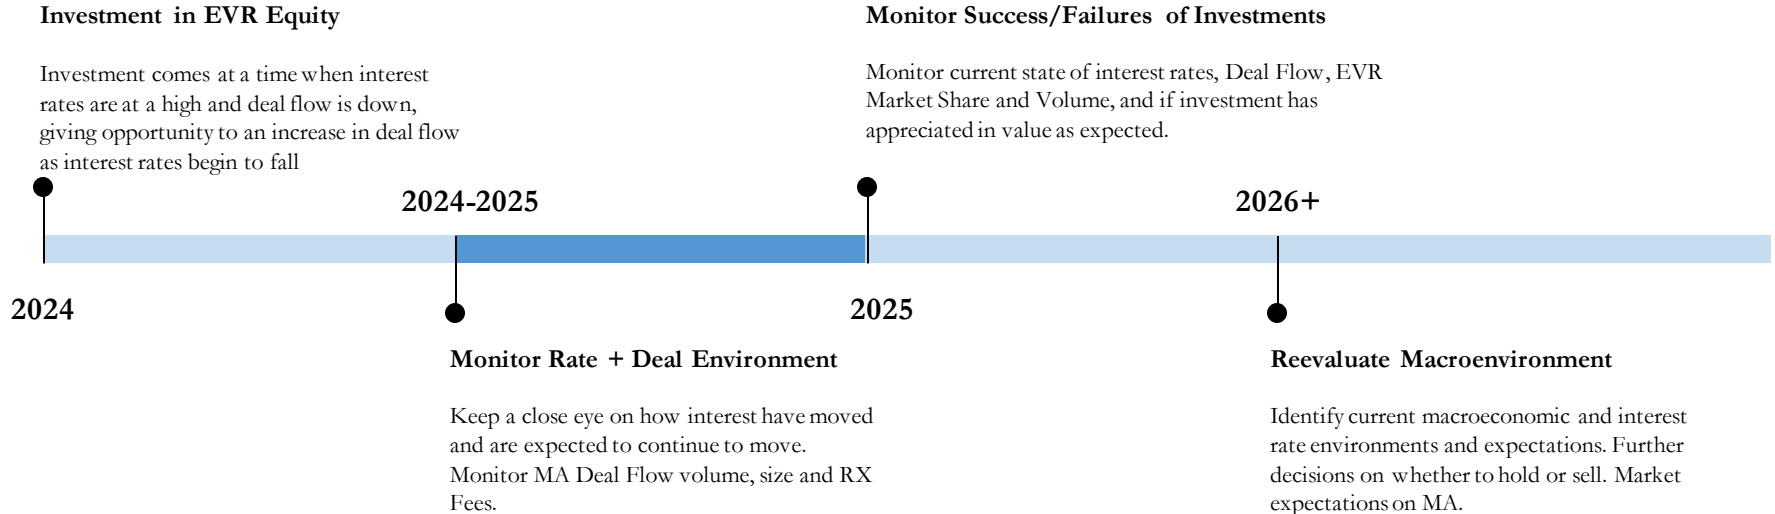 Investment in EVR Equity
Investment comes at a time when interest
rates are at a high and deal flow is down,
giving opportunity to an increase in deal flow
as interest rates begin to fall
Monitor Success/Failures of Investments
Monitor current state of interest rates, Deal Flow, EVR
Market Share and Volume, and if investment has
appreciated in value as expected.
2024-2025
2026+
2024
2025
Monitor Rate + Deal Environment
Keep a close eye on how interest have moved
and are expected to continue to move.
Monitor MA Deal Flow volume, size and RX
Fees.
Reevaluate Macroenvironment
Identify current macroeconomic and interest
rate environments and expectations. Further
decisions on whether to hold or sell. Market
expectations on MA.